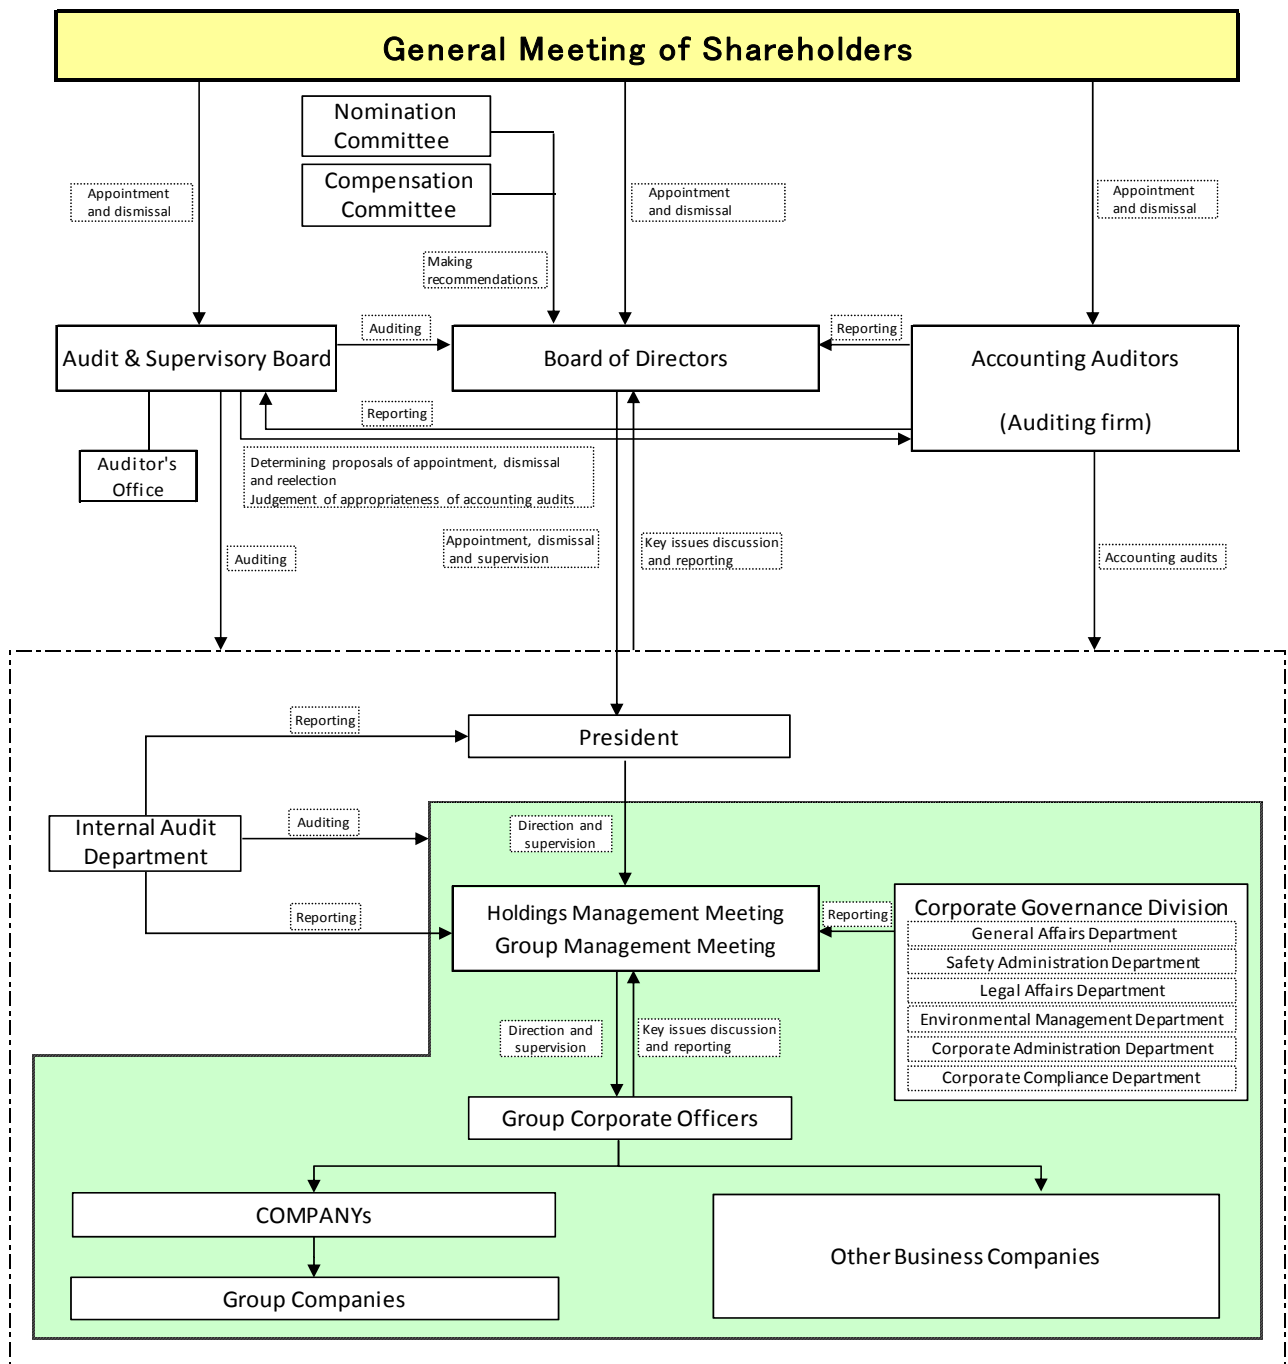 General Meeting of Shareholders
Nomination
Committee
Compensation
Committee
Appointment
and dismissal
Appointment
and dismissal
Appointment
and dismissal
Making
recommendations
Audit & Supervisory Board
Auditing
Board of Directors
Reporting
Accounting Auditors
(Auditing firm)
Reporting
Auditor's
Office
Determining proposals of appointment, dismissal
and reelection
Judgement of appropriateness of accounting audits
Auditing
Appointment, dismissal
and supervision
Key issues discussion
and reporting
Accounting audits
Reporting
President
Internal Audit
Department
Auditing
Direction and
supervision
Reporting
Holdings Management Meeting
Group Management Meeting
Reporting
Corporate Governance Division
General Affairs Department
Safety Administration Department
Legal Affairs Department
Environmental Management Department
Corporate Administration Department
Corporate Compliance Department
Direction and
supervision
Key issues discussion
and reporting
Group Corporate Officers
COMPANYs
Other Business Companies
Group Companies